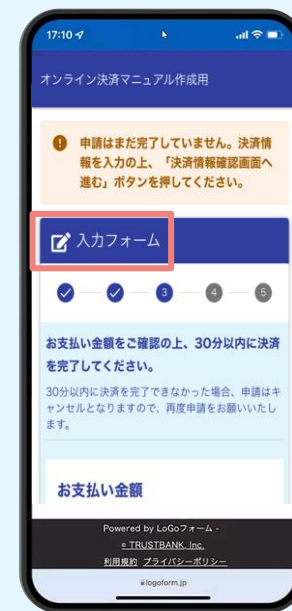 17:10
オンライン決済マニュアル作成用
申請はまだ完了していません。決済情
報を入力の上、「決済情報確認画面へ
進む」ボタンを押してください。
入力フォーム
3
4
5
お支払い金額をご確認の上、30分以内に決済
を完了してください。
30分以内に決済を完了できなかった場合、申請はキ
ャンセルとなりますので、再度申請をお願いいたし
ます。
お支払い金額
Powered by LoGoフォーム -
© TRUSTBANK, Inc.
利用規約 プライバシーポリシー
logoform.jp